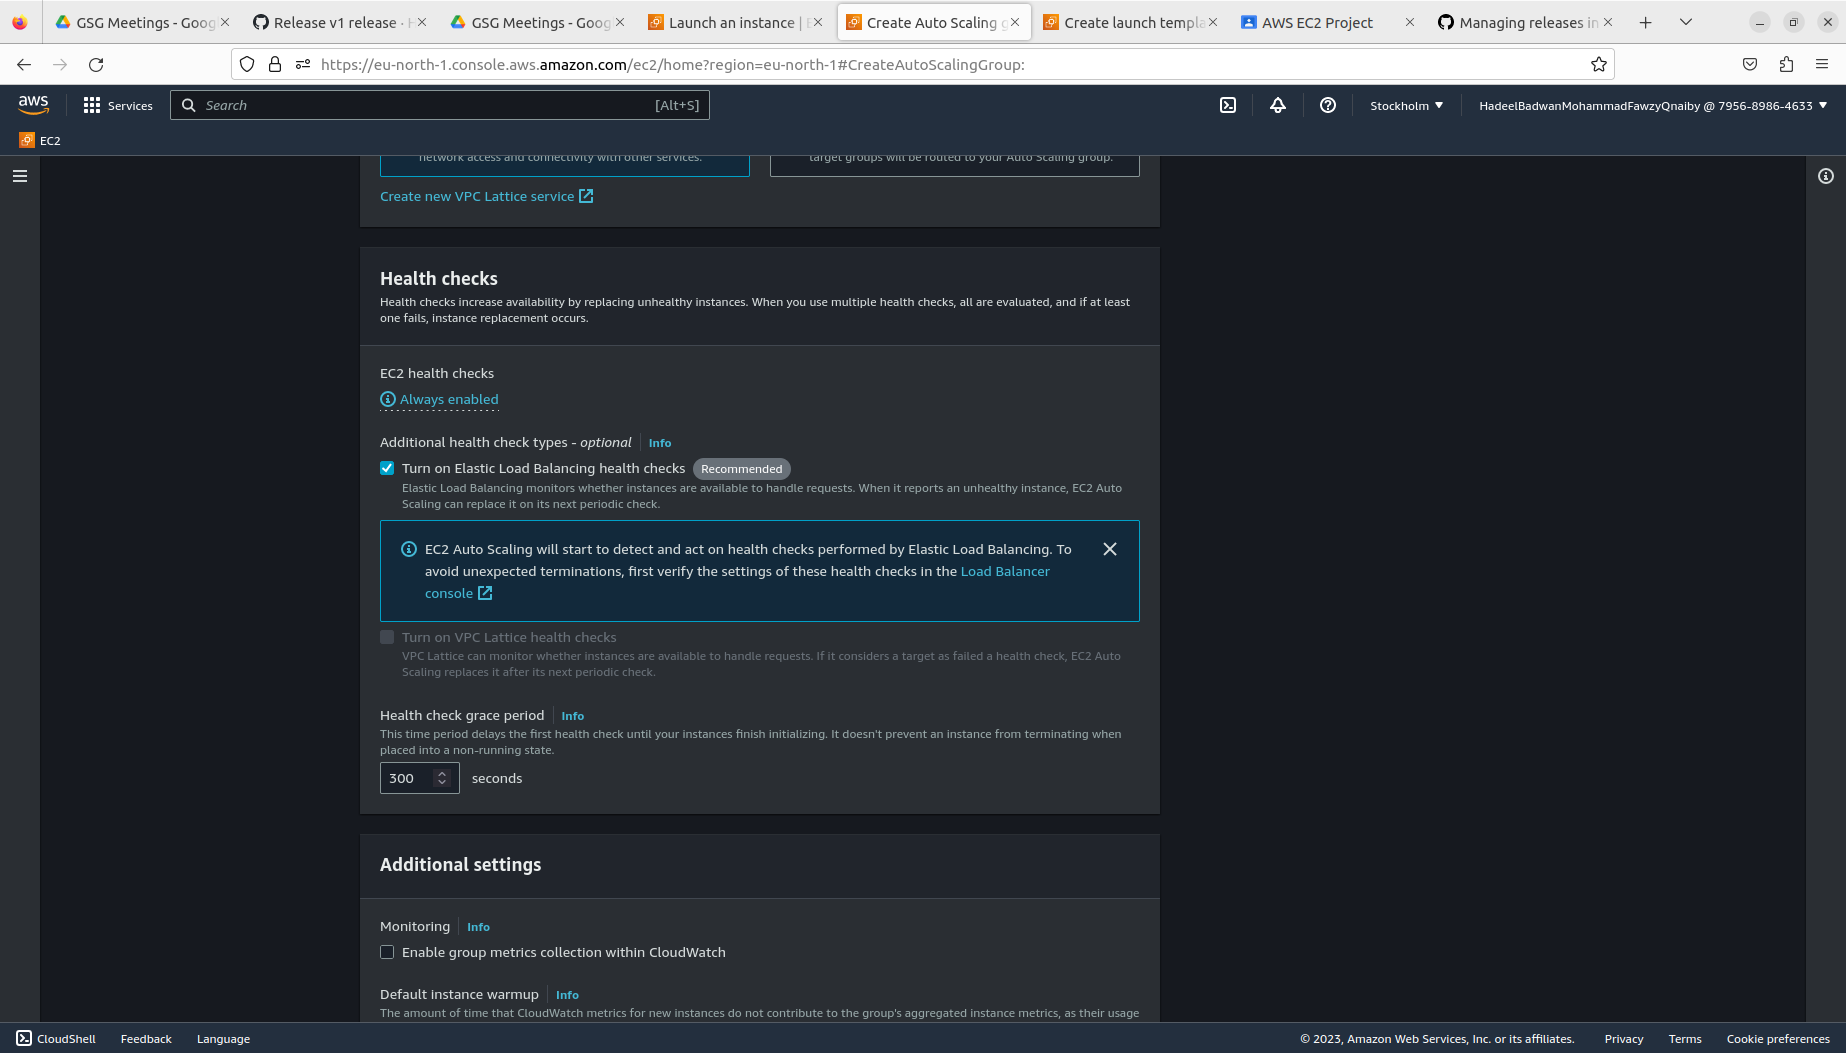 GSG Meetings - Goog
Release v1 release · H
GSG Meetings - Goog
Launch an instance | E
Create Auto Scaling g
Create launch templa
AWS EC2 Project
Managing releases in
https://eu-north-1.console.aws.amazon.com/ec2/home?region=eu-north-1#CreateAutoScalingGroup:
aws
Services
Search
[Alt+S]
Stockholm
HadeelBadwanMohammadFawzyQnaiby @ 7956-8986-4633
EC2
network access and connectivity with other services.
target groups will be routed to your Auto Scaling group.
Create new VPC Lattice service
Health checks
Health checks increase availability by replacing unhealthy instances. When you use multiple health checks, all are evaluated, and if at least
one fails, instance replacement occurs.
EC2 health checks
Always enabled
Additional health check types - optional
Info
Turn on Elastic Load Balancing health checks
Recommended
Elastic Load Balancing monitors whether instances are available to handle requests. When it reports an unhealthy instance, EC2 Auto
Scaling can replace it on its next periodic check.
EC2 Auto Scaling will start to detect and act on health checks performed by Elastic Load Balancing. To
avoid unexpected terminations, first verify the settings of these health checks in the Load Balancer
console
Turn on VPC Lattice health checks
VPC Lattice can monitor whether instances are available to handle requests. If it considers a target as failed a health check, EC2 Auto
Scaling replaces it after its next periodic check.
Health check grace period
Info
This time period delays the first health check until your instances finish initializing. It doesn't prevent an instance from terminating when
placed into a non-running state.
300
seconds
Additional settings
Monitoring
Info
Enable group metrics collection within CloudWatch
Default instance warmup
Info
The amount of time that CloudWatch metrics for new instances do not contribute to the group's aggregated instance metrics, as their usage
CloudShell
Feedback
Language
© 2023, Amazon Web Services, Inc. or its affiliates.
Privacy
Terms
Cookie preferences